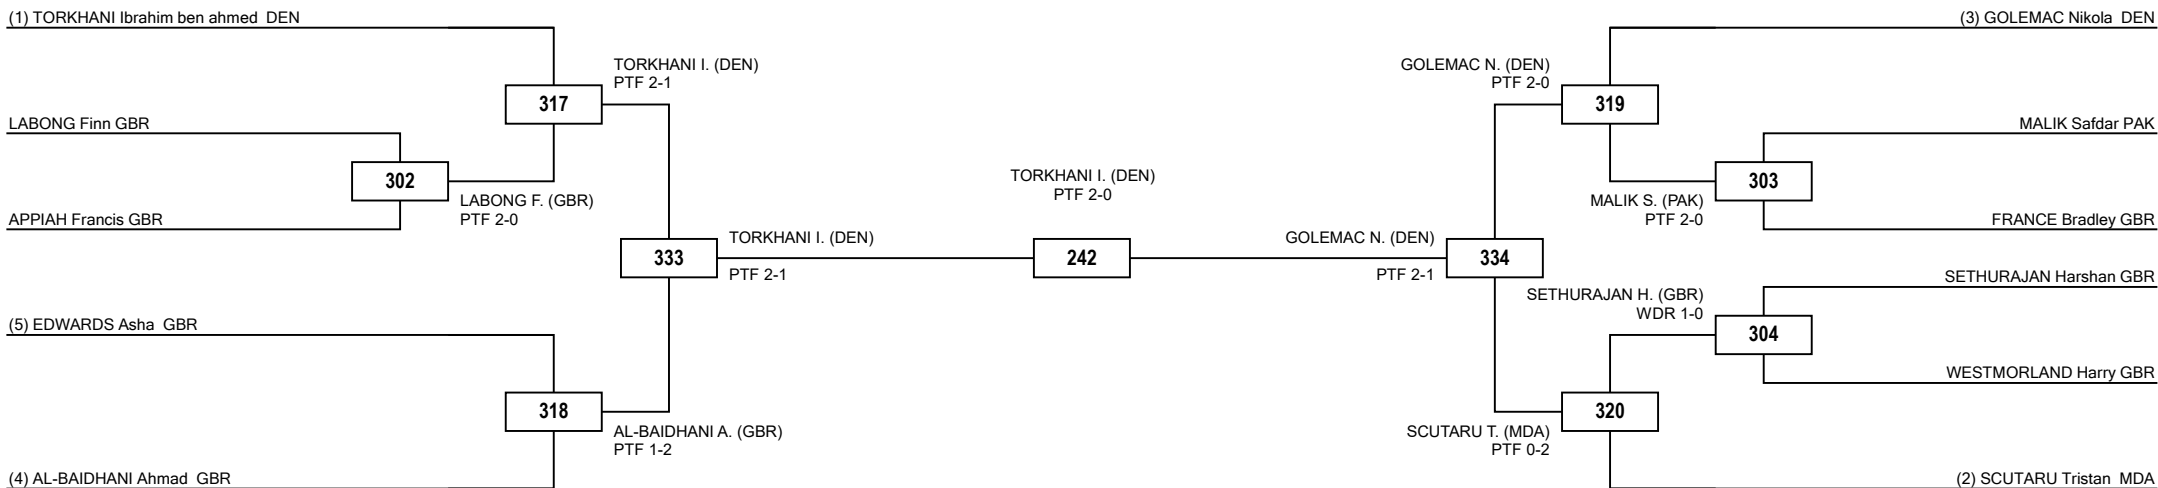 (1) TORKHANI Ibrahim ben ahmed DEN
(3) GOLEMAC Nikola DEN
TORKHANI I. (DEN)
PTF 2-1
GOLEMAC N. (DEN)
PTF 2-0
317
319
LABONG Finn GBR
MALIK Safdar PAK
302
LABONG F. (GBR)
PTF 2-0
TORKHANI I. (DEN)
PTF 2-0
MALIK S. (PAK)
PTF 2-0
303
APPIAH Francis GBR
FRANCE Bradley GBR
333
TORKHANI I. (DEN)
PTF 2-1
242
GOLEMAC N. (DEN)
PTF 2-1
334
SETHURAJAN Harshan GBR
SETHURAJAN H. (GBR)
WDR 1-0
304
(5) EDWARDS Asha GBR
WESTMORLAND Harry GBR
318
AL-BAIDHANI A. (GBR)
PTF 1-2
SCUTARU T. (MDA)
PTF 0-2
320
(4) AL-BAIDHANI Ahmad GBR
(2) SCUTARU Tristan MDA